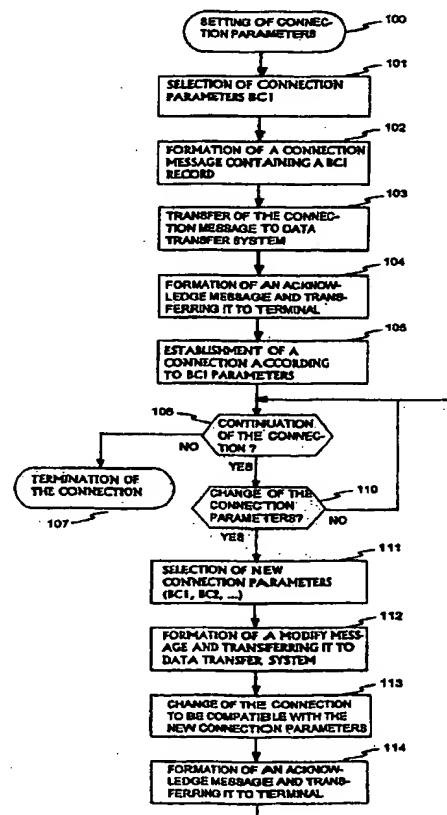 SETTING OF CONNEC-
TION PARAMETERS
100
101
SELECTION OF CONNECTION
PARAMETERS BC1
102
FORMATION OF A CONNECTION
MESSAGE CONTAINING A BC1
RECORD
103
TRANSFER OF THE CONNEC-
TION MESSAGE TO DATA
TRANSFER SYSTEM
104
FORMATION OF AN ACKNOW-
LEDGE MESSAGE AND TRANS-
FERRING IT TO TERMINAL
105
ESTABLISHMENT OF A
CONNECTION ACCORDING
TO BC1 PARAMETERS
106
CONTINUATION
OF THE CONNEC-
TION ?
NO
YES
TERMINATION OF
THE CONNECTION
107
CHANGE OF THE
CONNECTION
PARAMETERS?
110
NO
YES
111
SELECTION OF NEW
CONNECTION PARAMETERS
(BC1, BC2, ...)
112
FORMATION OF A MODIFY MES-
SAGE AND TRANSFERRING IT TO
DATA TRANSFER SYSTEM
113
CHANGE OF THE CONNECTION
TO BE COMPATIBLE WITH THE
NEW CONNECTION PARAMETERS
114
FORMATION OF AN ACKNOW-
LEDGE MESSAGE AND TRANS-
FERRING IT TO TERMINAL